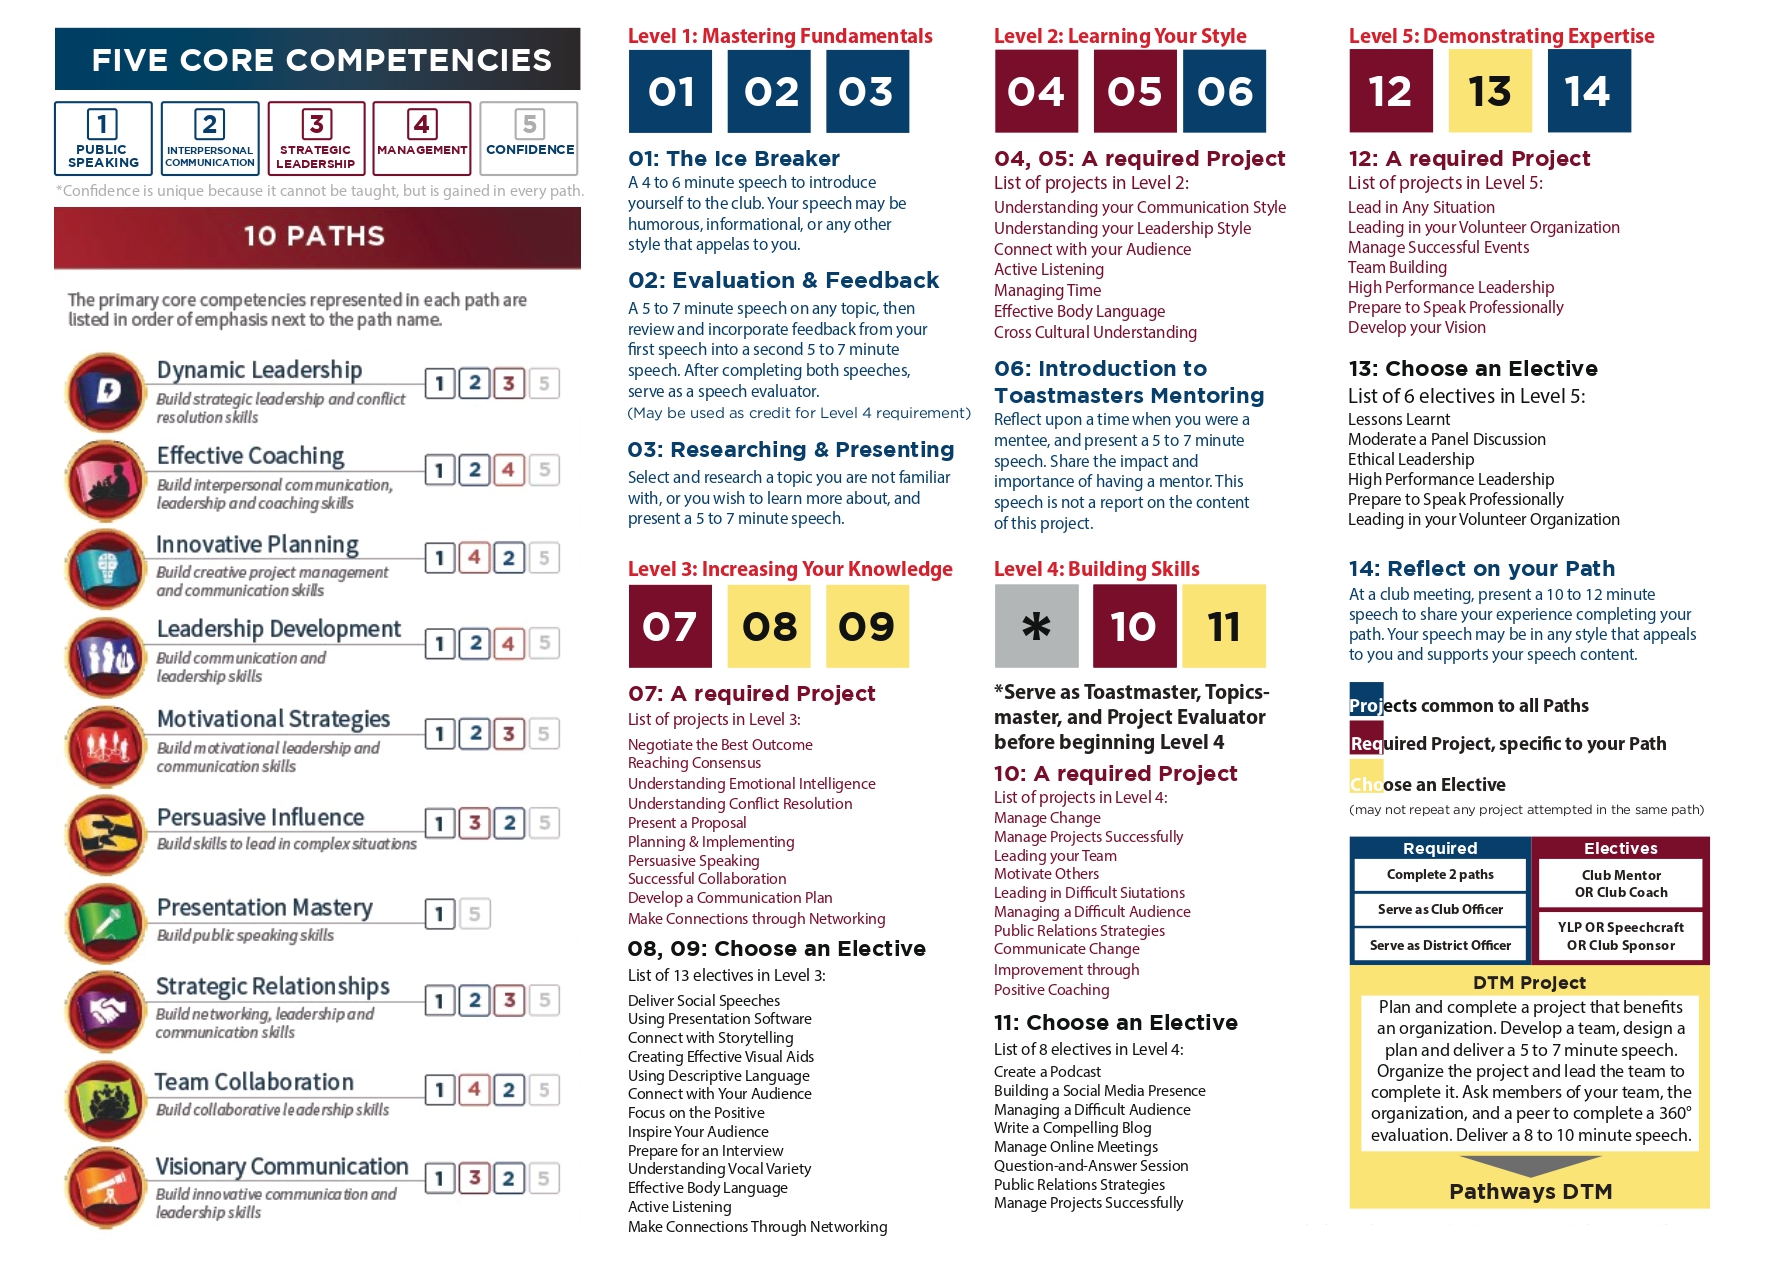 FIVE CORE COMPETENCIES
1
PUBLIC
SPEAKING
2
INTERPERSONAL
COMMUNICATION
3
STRATEGIC
LEADERSHIP
4
MANAGEMENT
5
CONFIDENCE
*Confidence is unique because it cannot be taught, but is gained in every path.
10 PATHS
The primary core competencies represented in each path are
listed in order of emphasis next to the path name.
D
Dynamic Leadership
1 2 3 5
Build strategic leadership and conflict
resolution skills
Effective Coaching
1 2 4 5
Build interpersonal communication,
leadership and coaching skills
Innovative Planning
1 4 2 5
Build creative project management
and communication skills
Leadership Development
1 2 4 5
Build communication and
leadership skills
Motivational Strategies
1 2 3 5
Build motivational leadership and
communication skills
Persuasive Influence
1 3 2 5
Build skills to lead in complex situations
Presentation Mastery
1 5
Build public speaking skills
Strategic Relationships
1 2 3 5
Build networking, leadership and
communication skills
Team Collaboration
1 4 2 5
Build collaborative leadership skills
Visionary Communication
1 3 2 5
Build innovative communication and
leadership skills
Level 1: Mastering Fundamentals
01 02 03
01: The Ice Breaker
A 4 to 6 minute speech to introduce
yourself to the club. Your speech may be
humorous, informational, or any other
style that appelas to you.
02: Evaluation & Feedback
A 5 to 7 minute speech on any topic, then
review and incorporate feedback from your
first speech into a second 5 to 7 minute
speech. After completing both speeches,
serve as a speech evaluator.
(May be used as credit for Level 4 requirement)
03: Researching & Presenting
Select and research a topic you are not familiar
with, or you wish to learn more about, and
present a 5 to 7 minute speech.
Level 3: Increasing Your Knowledge
07 08 09
07: A required Project
List of projects in Level 3:
Negotiate the Best Outcome
Reaching Consensus
Understanding Emotional Intelligence
Understanding Conflict Resolution
Present a Proposal
Planning & Implementing
Persuasive Speaking
Successful Collaboration
Develop a Communication Plan
Make Connections through Networking
08, 09: Choose an Elective
List of 13 electives in Level 3:
Deliver Social Speeches
Using Presentation Software
Connect with Storytelling
Creating Effective Visual Aids
Using Descriptive Language
Connect with Your Audience
Focus on the Positive
Inspire Your Audience
Prepare for an Interview
Understanding Vocal Variety
Effective Body Language
Active Listening
Make Connections Through Networking
Level 2: Learning Your Style
04 05 06
04, 05: A required Project
List of projects in Level 2:
Understanding your Communication Style
Understanding your Leadership Style
Connect with your Audience
Active Listening
Managing Time
Effective Body Language
Cross Cultural Understanding
06: Introduction to
Toastmasters Mentoring
Reflect upon a time when you were a
mentee, and present a 5 to 7 minute
speech. Share the impact and
importance of having a mentor. This
speech is not a report on the content
of this project.
Level 4: Building Skills
* 10 11
*Serve as Toastmaster, Topics-
master, and Project Evaluator
before beginning Level 4
10: A required Project
List of projects in Level 4:
Manage Change
Manage Projects Successfully
Leading your Team
Motivate Others
Leading in Difficult Siutations
Managing a Difficult Audience
Public Relations Strategies
Communicate Change
Improvement through
Positive Coaching
11: Choose an Elective
List of 8 electives in Level 4:
Create a Podcast
Building a Social Media Presence
Managing a Difficult Audience
Write a Compelling Blog
Manage Online Meetings
Question-and-Answer Session
Public Relations Strategies
Manage Projects Successfully
Level 5: Demonstrating Expertise
12 13 14
12: A required Project
List of projects in Level 5:
Lead in Any Situation
Leading in your Volunteer Organization
Manage Successful Events
Team Building
High Performance Leadership
Prepare to Speak Professionally
Develop your Vision
13: Choose an Elective
List of 6 electives in Level 5:
Lessons Learnt
Moderate a Panel Discussion
Ethical Leadership
High Performance Leadership
Prepare to Speak Professionally
Leading in your Volunteer Organization
14: Reflect on your Path
At a club meeting, present a 10 to 12 minute
speech to share your experience completing your
path. Your speech may be in any style that appeals
to you and supports your speech content.
Projects common to all Paths
Required Project, specific to your Path
Choose an Elective
(may not repeat any project attempted in the same path)
Required
Complete 2 paths
Serve as Club Officer
Serve as District Officer
Electives
Club Mentor
OR Club Coach
YLP OR Speechcraft
OR Club Sponsor
DTM Project
Plan and complete a project that benefits
an organization. Develop a team, design a
plan and deliver a 5 to 7 minute speech.
Organize the project and lead the team to
complete it. Ask members of your team, the
organization, and a peer to complete a 360°
evaluation. Deliver a 8 to 10 minute speech.
Pathways DTM